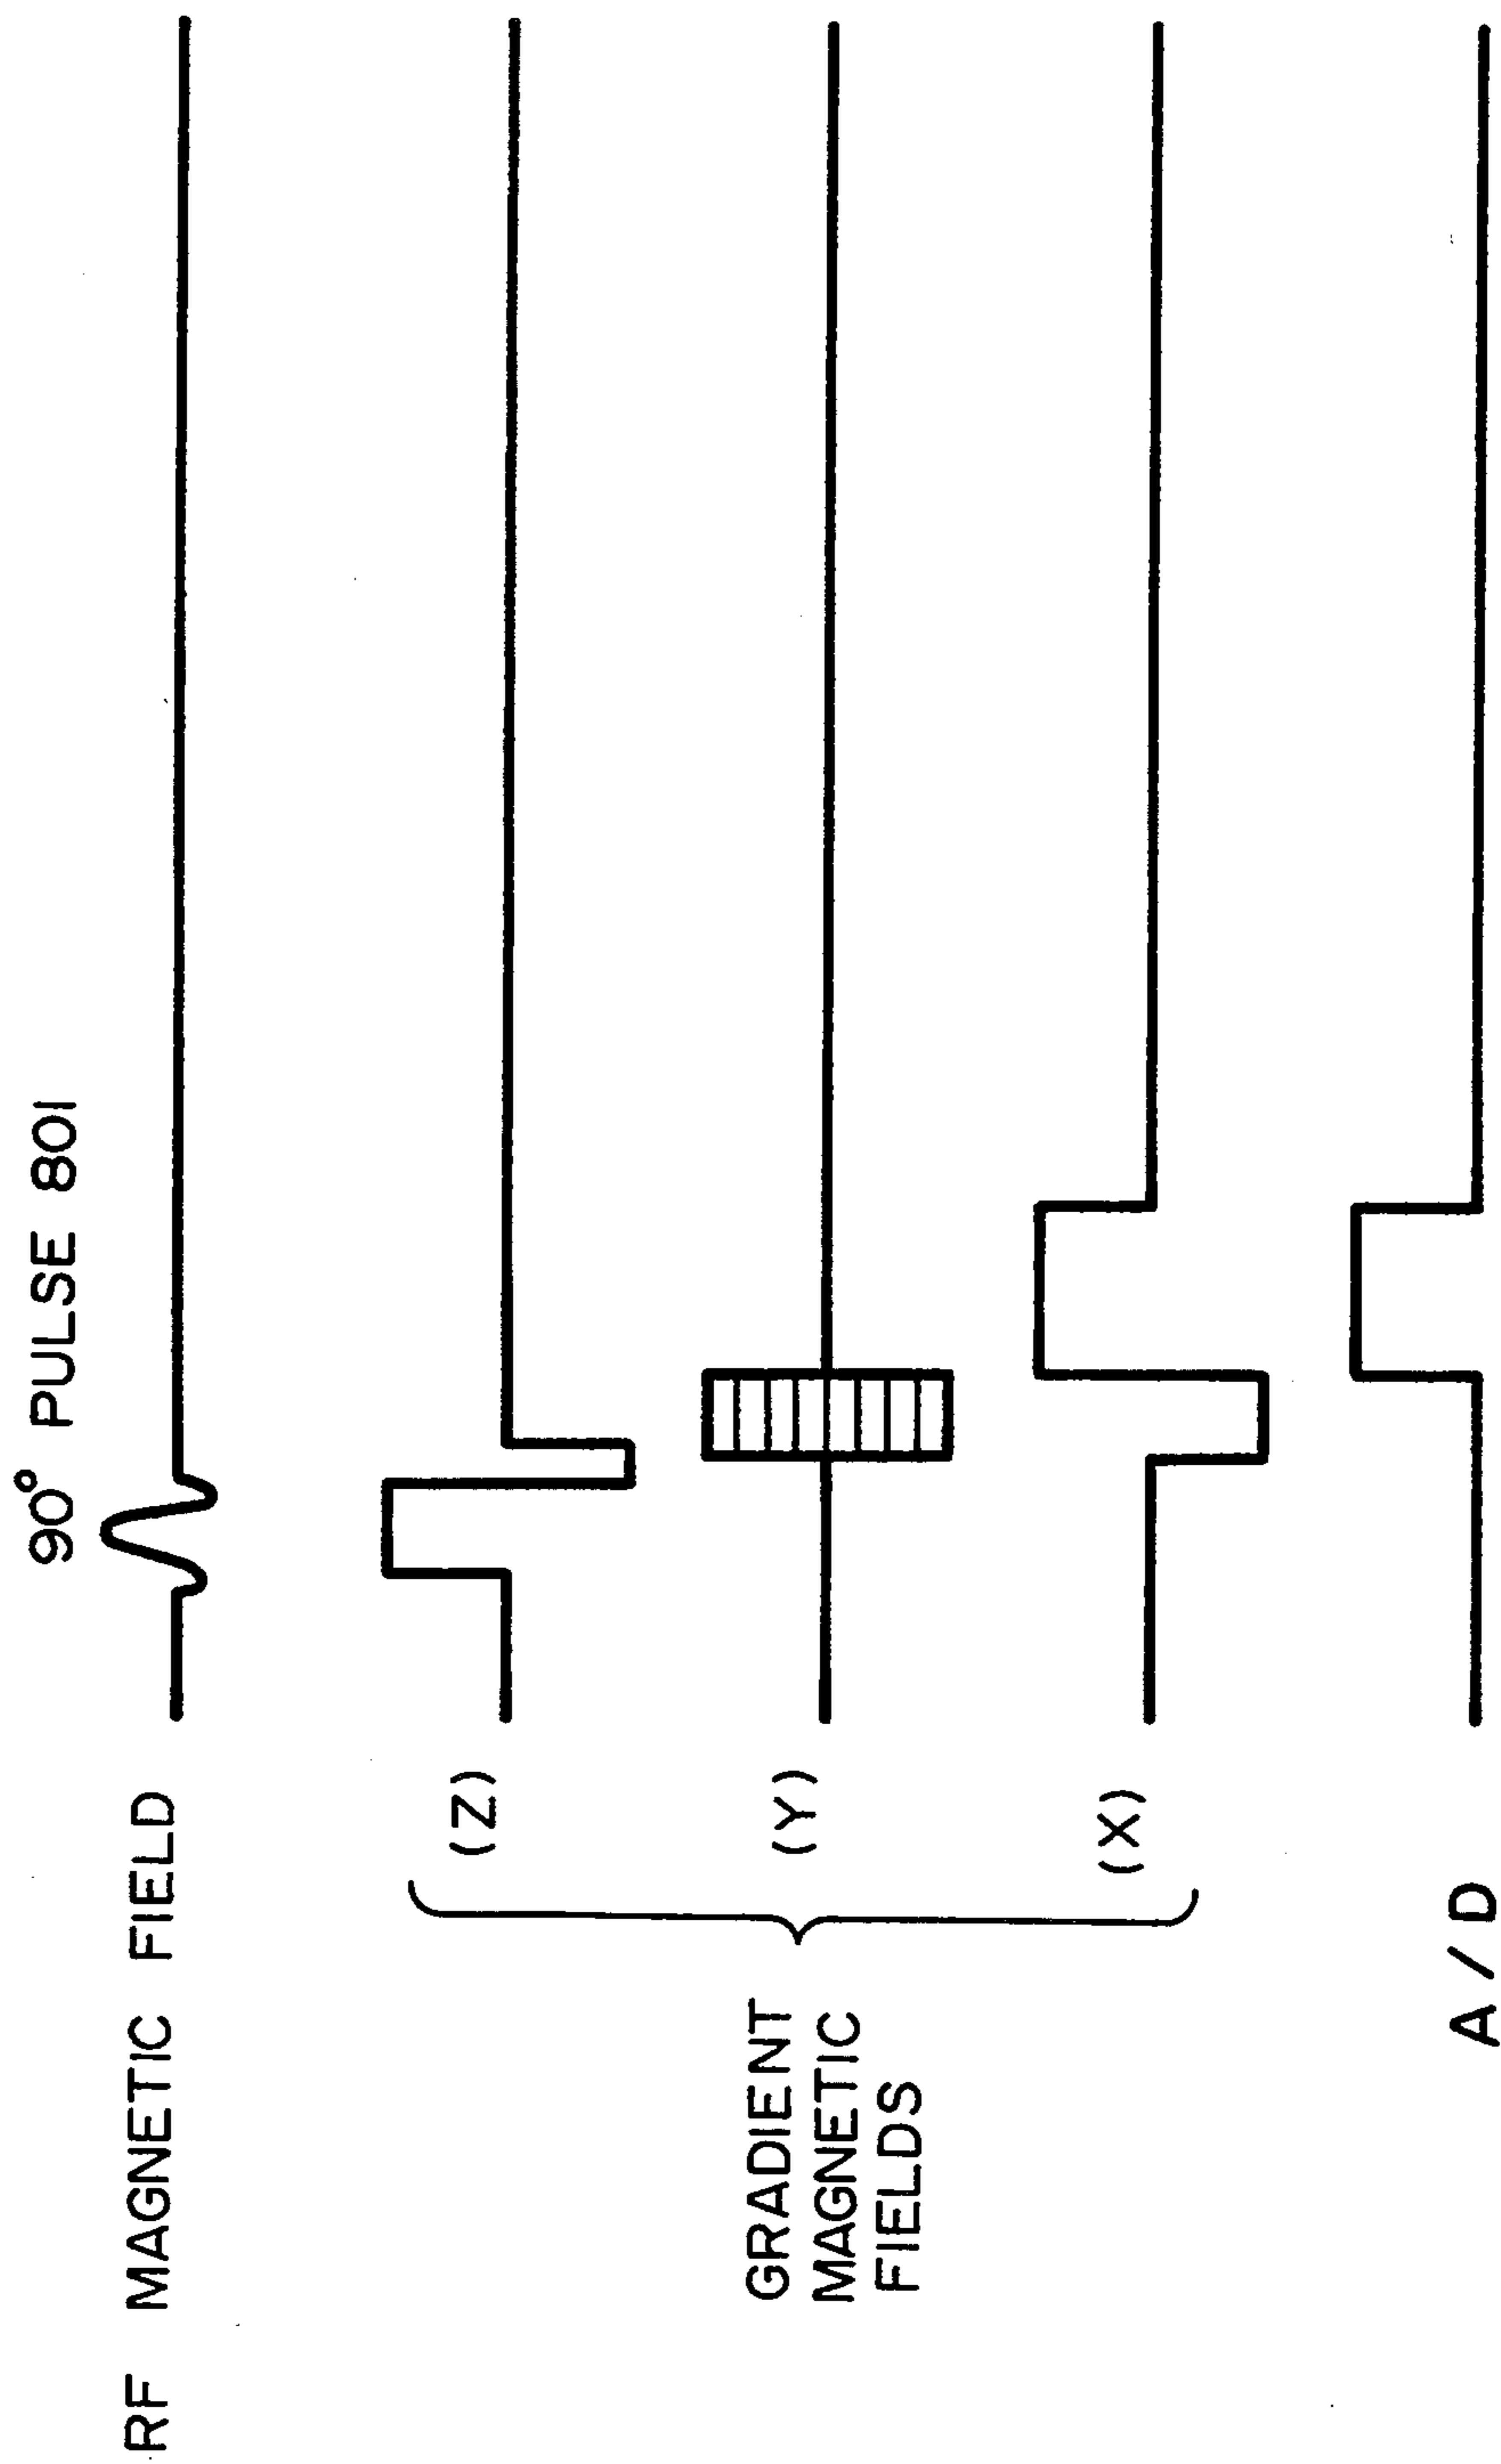 90° PULSE 801
RF MAGNETIC FIELD
(Z)
GRADIENT
MAGNETIC
FIELDS
(Y)
(X)
A/D